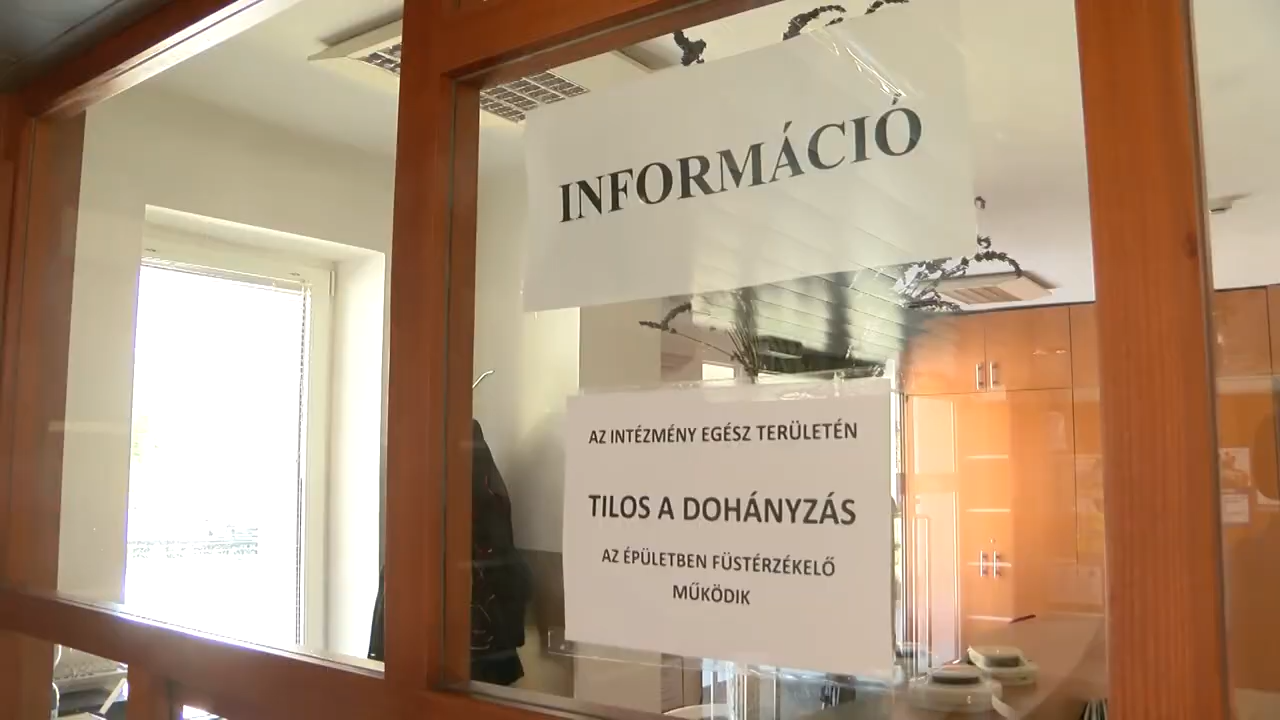 INFORMÁCIÓ
AZ INTÉZMÉNY EGÉSZ TERÜLETÉN
TILOS A DOHÁNYZÁS
AZ ÉPÜLETBEN FÜSTÉRZÉKELŐ
MŰKÖDIK